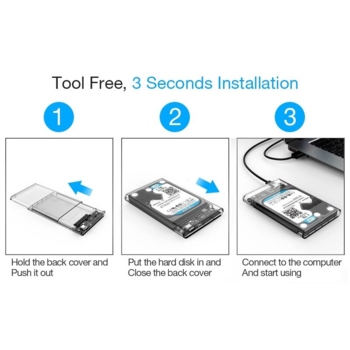 Tool Free, 3 Seconds Installation
1
2
3
Hold the back cover and
Push it out
Put the hard disk in and
Close the back cover
Connect to the computer
And start using